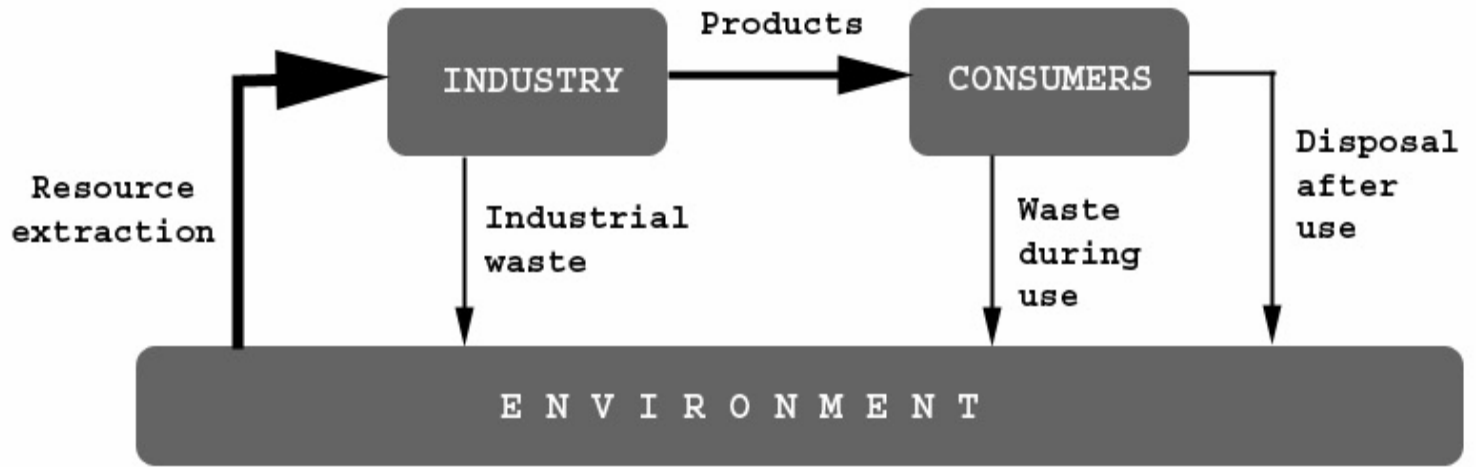 Products
INDUSTRY
CONSUMERS
Resource
extraction
Industrial
waste
Waste
during
use
Disposal
after
use
E N V I R O N M E N T